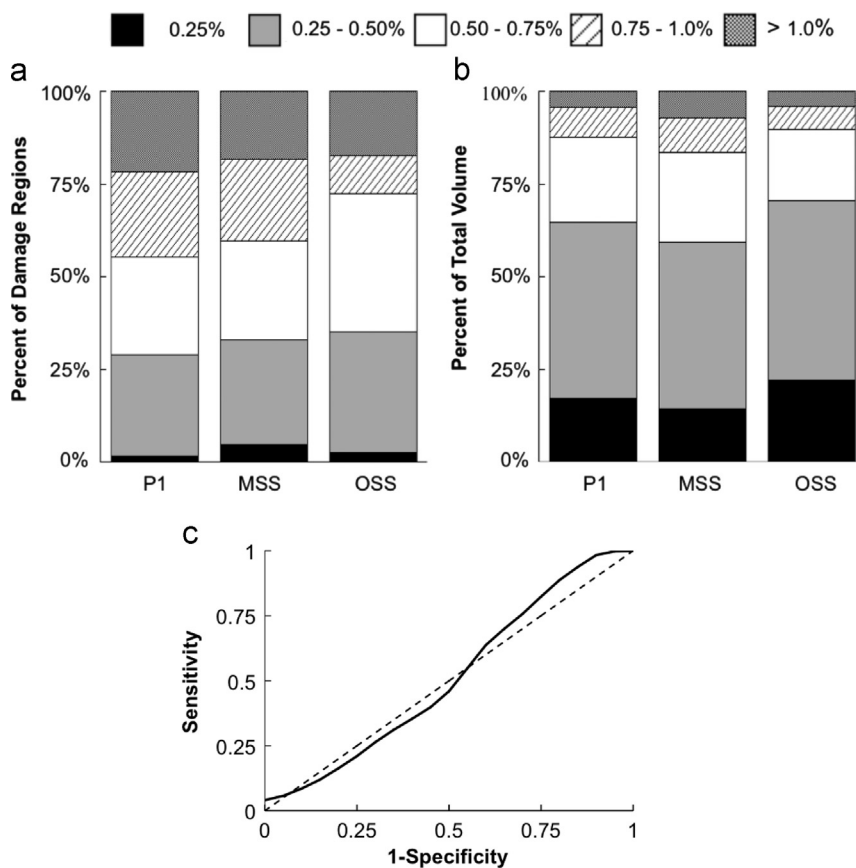 0.25% 0.25 - 0.50% 0.50 - 0.75% 0.75 - 1.0% > 1.0%
a
Percent of Damage Regions
100%
75%
50%
25%
0%
P1 MSS OSS
b
Percent of Total Volume
100%
75%
50%
25%
0%
P1 MSS OSS
c
Sensitivity
1
0.75
0.5
0.25
0
0 0.25 0.5 0.75 1
1-Specificity